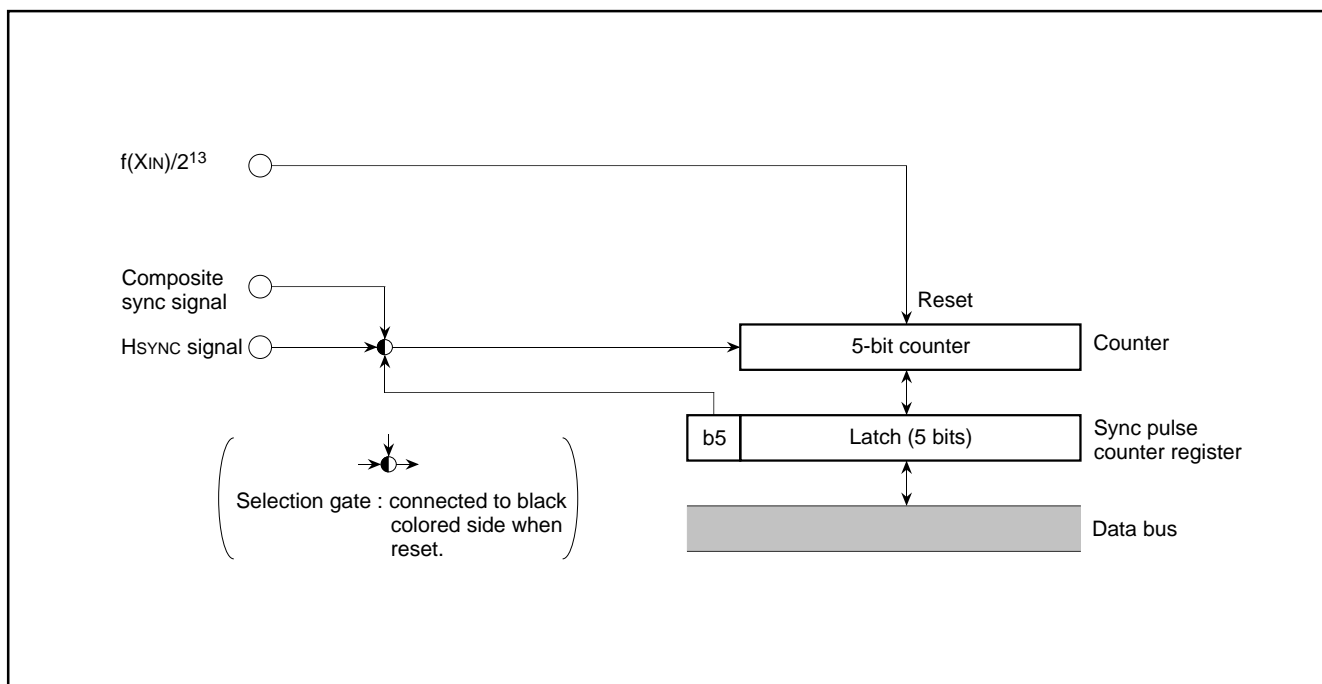 f(XIN)/2¹³
Composite
sync signal
HSYNC signal
Reset
5-bit counter
Counter
b5
Latch (5 bits)
Sync pulse
counter register
Selection gate : connected to black
colored side when
reset.
Data bus